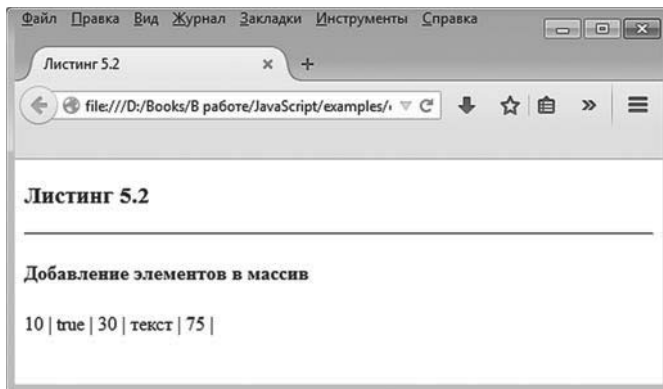 Файл Правка Вид Журнал Закладки Инструменты Справка
Листинг 5.2
file:///D:/Books/В работе/JavaScript/examples/
Листинг 5.2
Добавление элементов в массив
10 | true | 30 | текст | 75 |